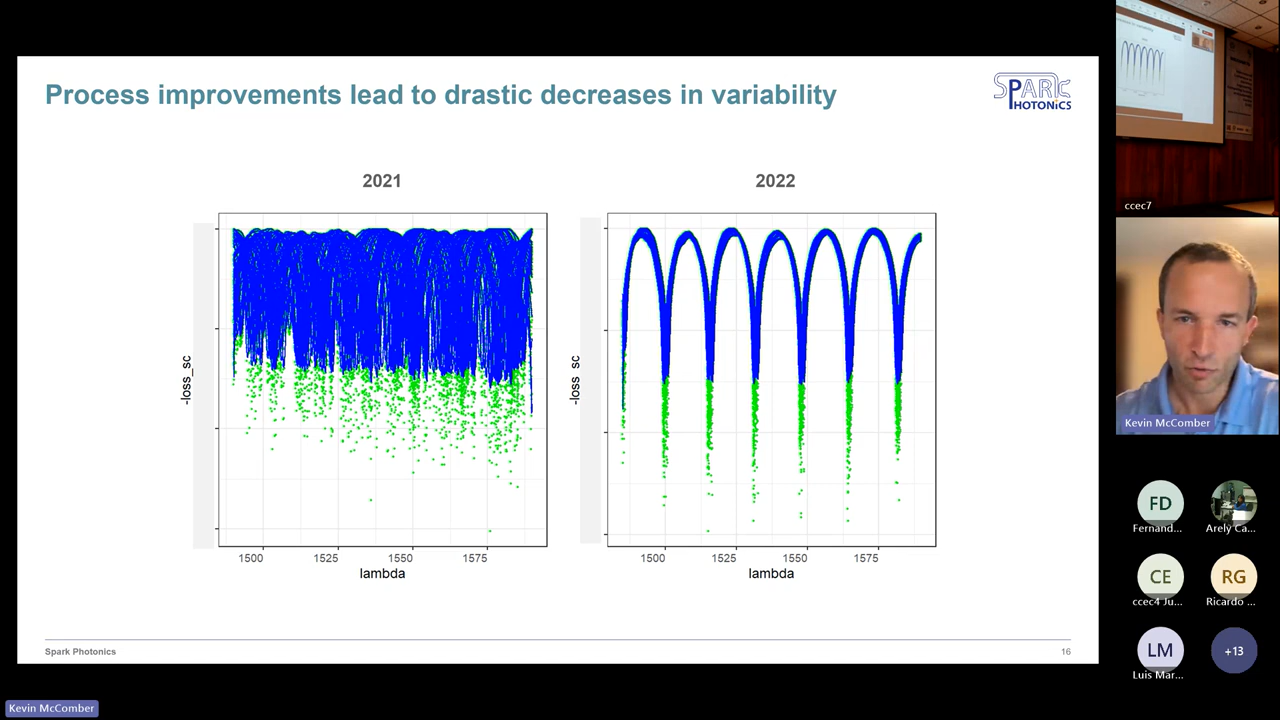 Process improvements lead to drastic decreases in variability
SPARK
PHOTONICS
2021
2022
-loss_sc
-loss_sc
1500
1525
1550
1575
1500
1525
1550
1575
lambda
lambda
Spark Photonics
16
Kevin McComber
ccec7
Kevin McComber
FD
Fernand...
Arely Ca...
CE
ccec4 Ju...
RG
Ricardo ...
LM
Luis Mar...
+13